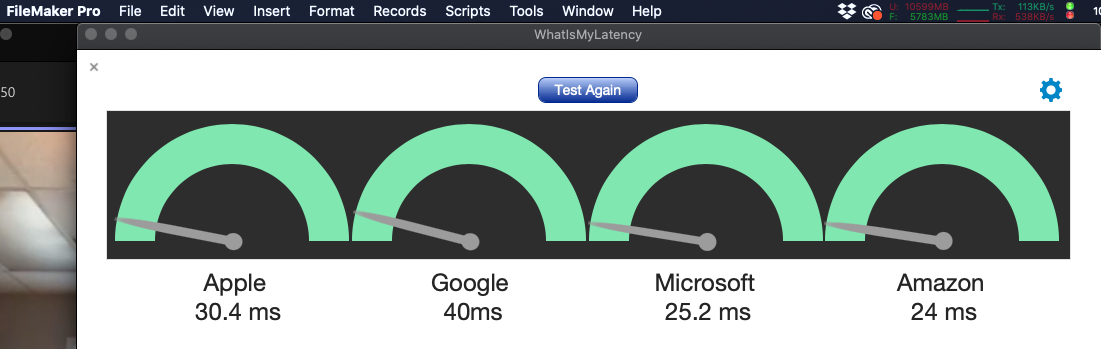 FileMaker Pro File Edit View Insert Format Records Scripts Tools Window Help
U: 10599MB Tx: 113KB/s
F: 5783MB Rx: 538KB/s
10
WhatIsMyLatency
50
Test Again
Apple Google Microsoft Amazon
30.4 ms 40ms 25.2 ms 24 ms